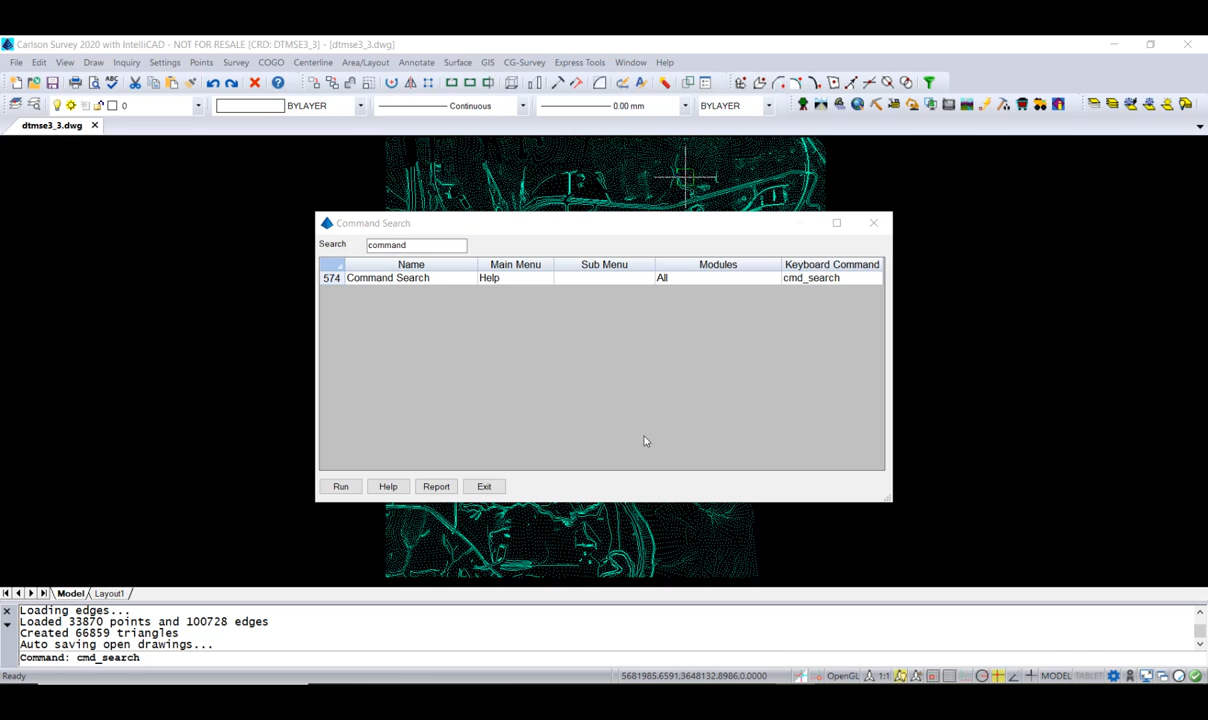 Carlson Survey 2020 with IntelliCAD - NOT FOR RESALE [CRD: DTMSE3_3] - [dtmse3_3.dwg]
File Edit View Draw Inquiry Settings Points Survey COGO Centerline Area/Layout Annotate Surface GIS CG-Survey Express Tools Window Help
0 BYLAYER Continuous 0.00 mm BYLAYER
dtmse3_3.dwg
Command Search
Search command
Name Main Menu Sub Menu Modules Keyboard Command
574 Command Search Help All cmd_search
Run Help Report Exit
Model Layout1
Loading edges...
Loaded 33870 points and 100728 edges
Created 66859 triangles
Auto saving open drawings...
Command: cmd_search
Ready 5681985.6591,3648132.8986,0.0000 OpenGL 1:1 MODEL TABLET